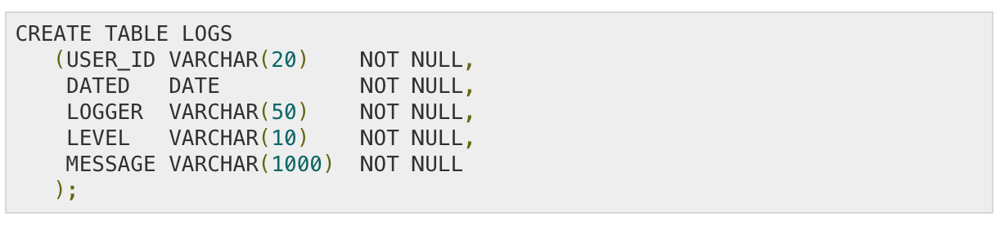 CREATE TABLE LOGS
   (USER_ID VARCHAR(20)    NOT NULL,
    DATED   DATE           NOT NULL,
    LOGGER  VARCHAR(50)    NOT NULL,
    LEVEL   VARCHAR(10)    NOT NULL,
    MESSAGE VARCHAR(1000)  NOT NULL
   );